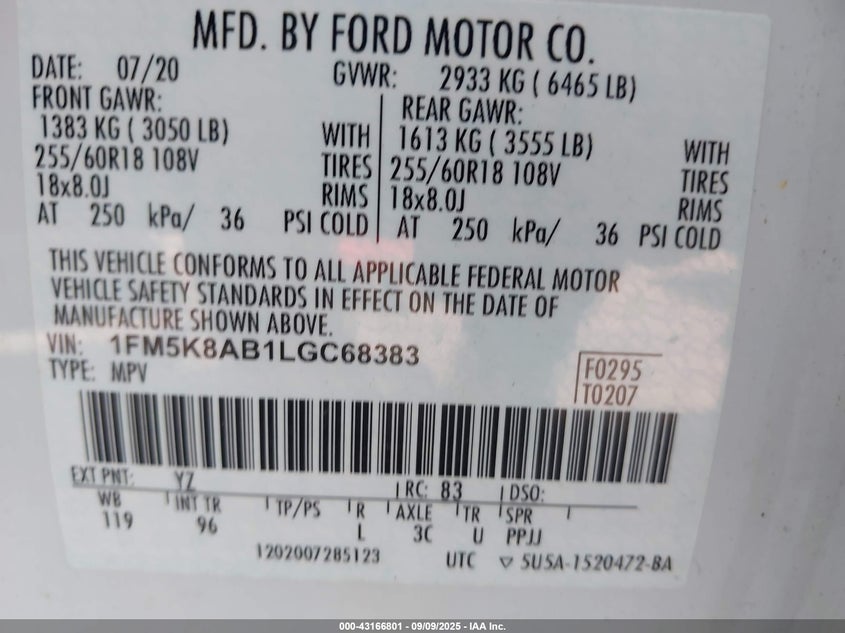 MFD. BY FORD MOTOR CO.
DATE: 07/20 GVWR: 2933 KG ( 6465 LB)
FRONT GAWR: REAR GAWR:
1383 KG ( 3050 LB) WITH 1613 KG ( 3555 LB) WITH
255/60R18 108V TIRES 255/60R18 108V TIRES
18x8.0J RIMS 18x8.0J RIMS
AT 250 kPa/ 36 PSI COLD AT 250 kPa/ 36 PSI COLD
THIS VEHICLE CONFORMS TO ALL APPLICABLE FEDERAL MOTOR
VEHICLE SAFETY STANDARDS IN EFFECT ON THE DATE OF
MANUFACTURE SHOWN ABOVE.
VIN: 1FM5K8AB1LGC68383
TYPE: MPV
F0295
T0207
EXT PNT: YZ RC: 83 DSO:
WB INT TR TP/PS R AXLE TR SPR
119 96 L 3C U PPJJ
1202007285123 UTC ▽ 5U5A-1520472-BA
000-43166801 - 09/09/2025 - IAA Inc.